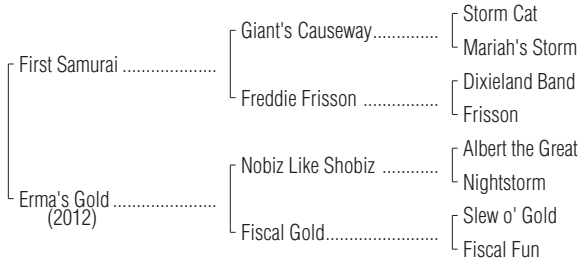 Storm Cat
Giant's Causeway..............
Mariah's Storm
First Samurai ....................
Dixieland Band
Freddie Frisson ................
Frisson
Albert the Great
Nobiz Like Shobiz ............
Nightstorm
Erma's Gold ......................
(2012)
Slew o' Gold
Fiscal Gold........................
Fiscal Fun